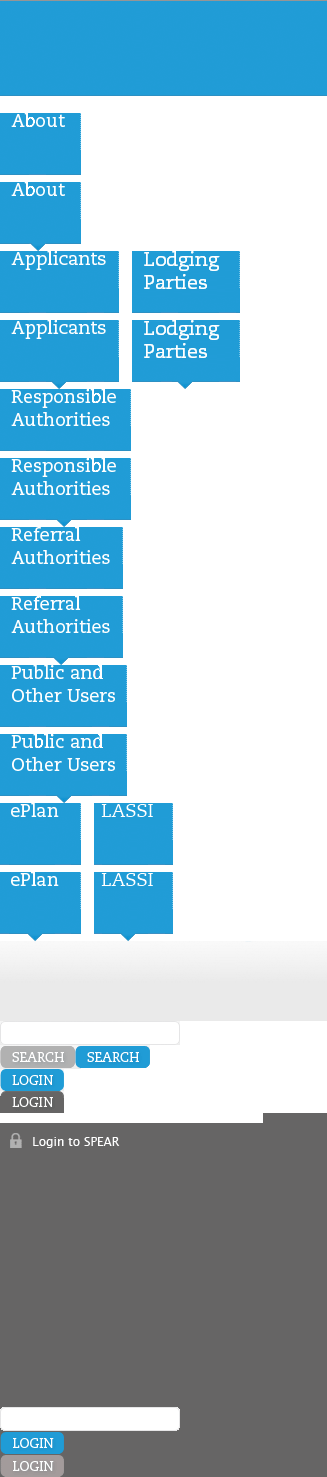 About
About
Applicants
Lodging
Parties
Applicants
Lodging
Parties
Responsible
Authorities
Responsible
Authorities
Referral
Authorities
Referral
Authorities
Public and
Other Users
Public and
Other Users
ePlan
LASSI
ePlan
LASSI
SEARCH
SEARCH
LOGIN
LOGIN
Login to SPEAR
LOGIN
LOGIN